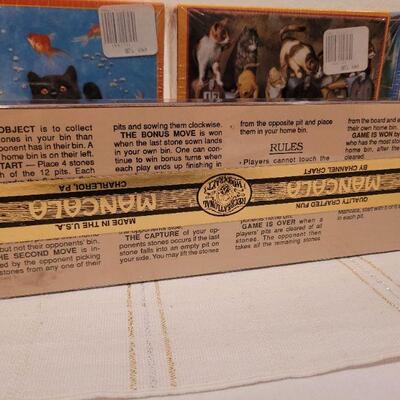 OBJECT is to collect
ones in your bin than
ponent has in their bin. A
home bin is on their left.
START — Place 4 stones
ach of the 12 pits. Each
pits and sowing them clockwise.
THE BONUS MOVE is won
when the last stone sown lands
in your own bin. One can con-
tinue to win bonus turns when
each play ends up finishing in
from the opposite pit and place
them in your home bin.
RULES
• Players cannot touch the
from the board and a
their own home bin.
GAME IS WON by
has the most stones
home bin, after the
cleared.
MANCALA
CHARLEROI, PA
MADE IN THE U.S.A.
MANCALA
BY CHANNEL CRAFT
QUALITY CRAFTED FUN
but not their opponents' bin.
THE SECOND MOVE is
by the opponent picking
stones from any one of their
THE CAPTURE of your op-
ponents stones occurs if the last
stone falls into an empty pit on
your side. You may lift the stones
GAME IS OVER when a
players' pits are cleared of all
stones. The opponent then
takes all the remaining stones
in each pit.